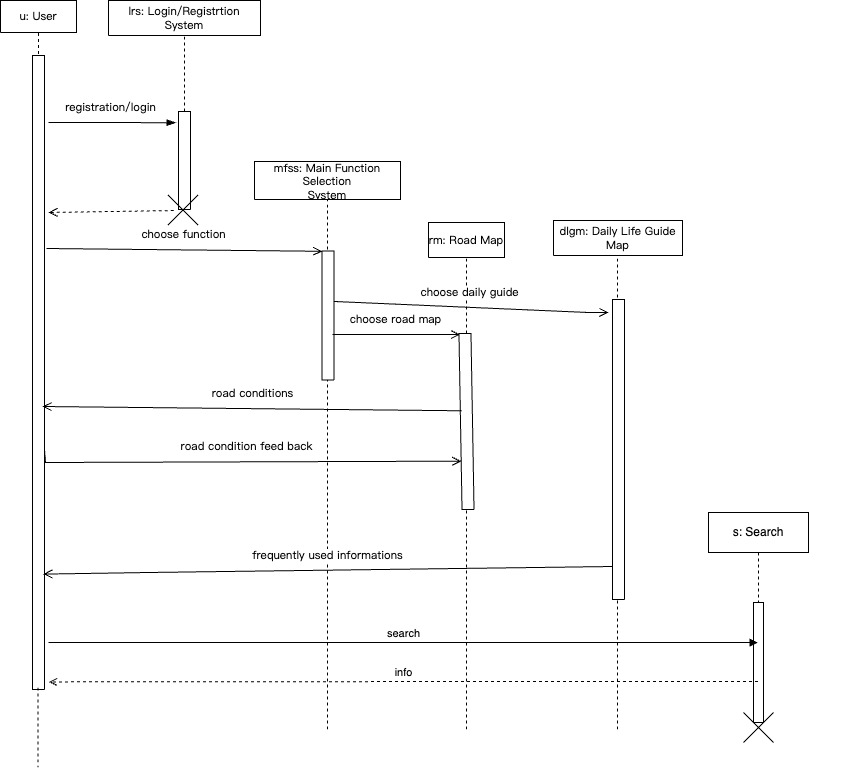 u: User
lrs: Login/Registrtion
System
registration/login
mfss: Main Function
Selection
System
choose function
rm: Road Map
dlgm: Daily Life Guide
Map
choose daily guide
choose road map
road conditions
road condition feed back
s: Search
frequently used informations
search
info